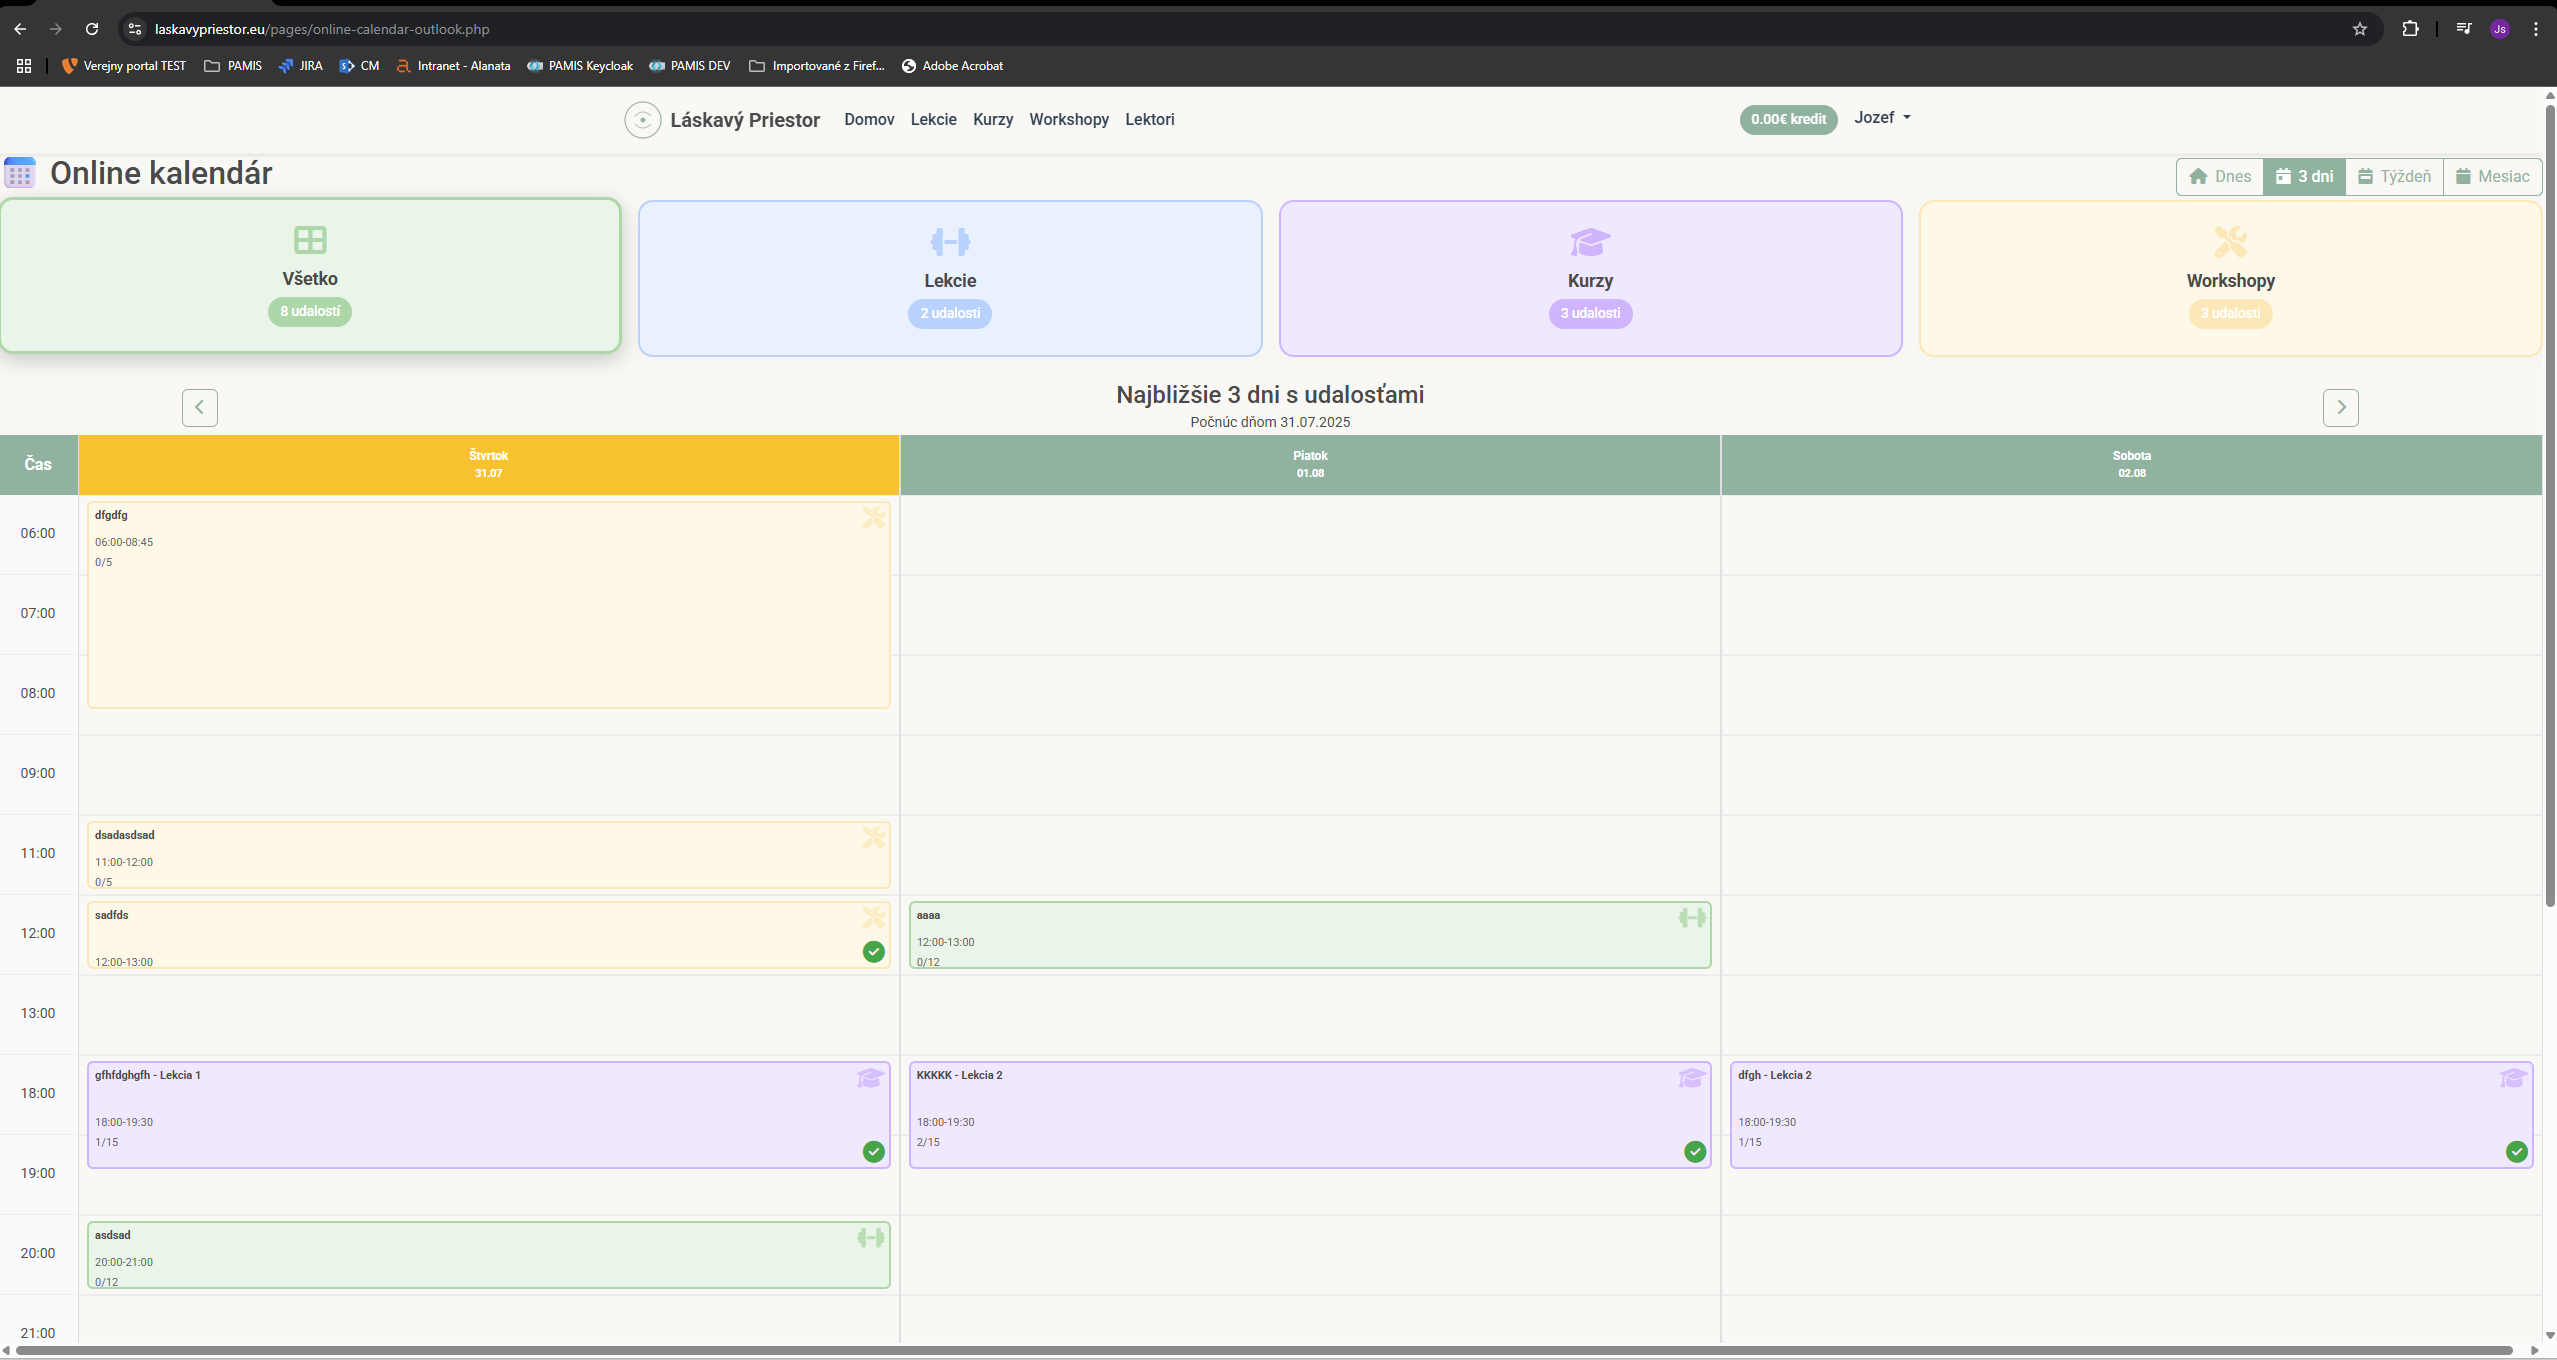 laskavypriestor.eu/pages/online-calendar-outlook.php
Js
Verejny portal TEST PAMIS JIRA CM Intranet - Alanata PAMIS Keycloak PAMIS DEV Importované z Firef... Adobe Acrobat
Láskavý Priestor Domov Lekcie Kurzy Workshopy Lektori 0.00€ kredit Jozef
Online kalendár
Dnes 3 dni Týždeň Mesiac
Všetko
8 udalostí
Lekcie
2 udalosti
Kurzy
3 udalosti
Workshopy
3 udalosti
Najbližšie 3 dni s udalosťami
Počnúc dňom 31.07.2025
Čas
Štvrtok
31.07
Piatok
01.08
Sobota
02.08
06:00
dfgdfg
06:00-08:45
0/5
07:00
08:00
09:00
11:00
dsadasdsad
11:00-12:00
0/5
12:00
sadfds
12:00-13:00
aaaa
12:00-13:00
0/12
13:00
18:00
gfhfdghgfh - Lekcia 1
18:00-19:30
1/15
KKKKK - Lekcia 2
18:00-19:30
2/15
dfgh - Lekcia 2
18:00-19:30
1/15
19:00
20:00
asdsad
20:00-21:00
0/12
21:00